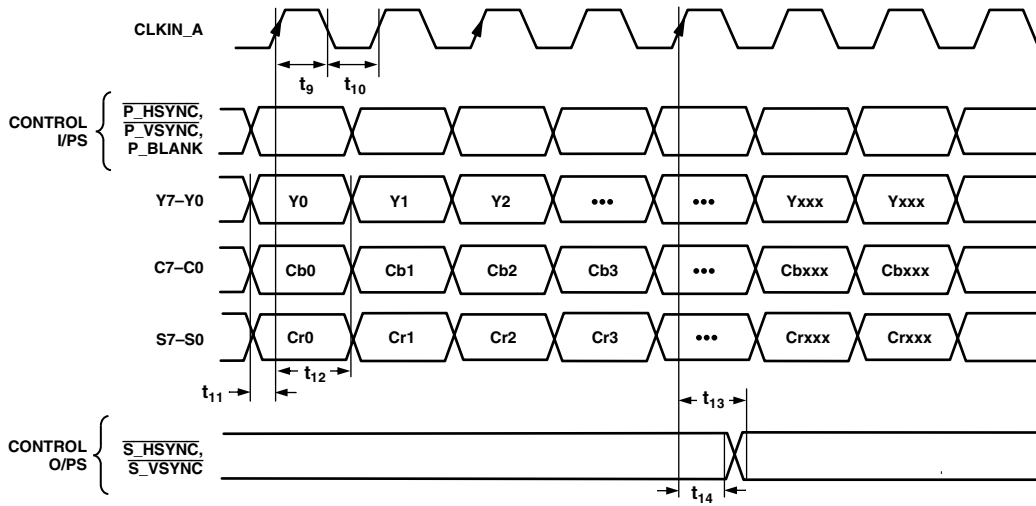 CLKIN_A
t9
t10
CONTROL
I/PS
P_HSYNC,
P_VSYNC,
P_BLANK
Y7–Y0
Y0
Y1
Y2
•••
•••
Yxxx
Yxxx
C7–C0
Cb0
Cb1
Cb2
Cb3
•••
Cbxxx
Cbxxx
S7–S0
Cr0
Cr1
Cr2
Cr3
•••
Crxxx
Crxxx
t11
t12
t13
CONTROL
O/PS
S_HSYNC,
S_VSYNC
t14